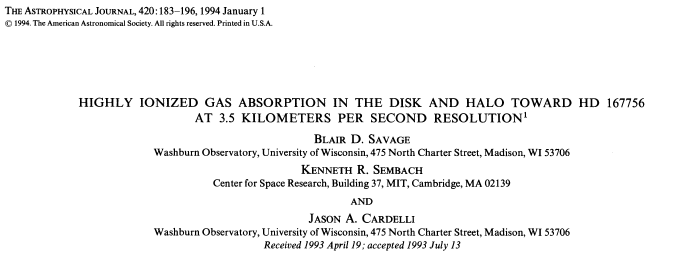 THE ASTROPHYSICAL JOURNAL, 420:183–196, 1994 January 1
© 1994. The American Astronomical Society. All rights reserved. Printed in U.S.A.
HIGHLY IONIZED GAS ABSORPTION IN THE DISK AND HALO TOWARD HD 167756
AT 3.5 KILOMETERS PER SECOND RESOLUTION¹
BLAIR D. SAVAGE
Washburn Observatory, University of Wisconsin, 475 North Charter Street, Madison, WI 53706
KENNETH R. SEMBACH
Center for Space Research, Building 37, MIT, Cambridge, MA 02139
AND
JASON A. CARDELLI
Washburn Observatory, University of Wisconsin, 475 North Charter Street, Madison, WI 53706
Received 1993 April 19; accepted 1993 July 13